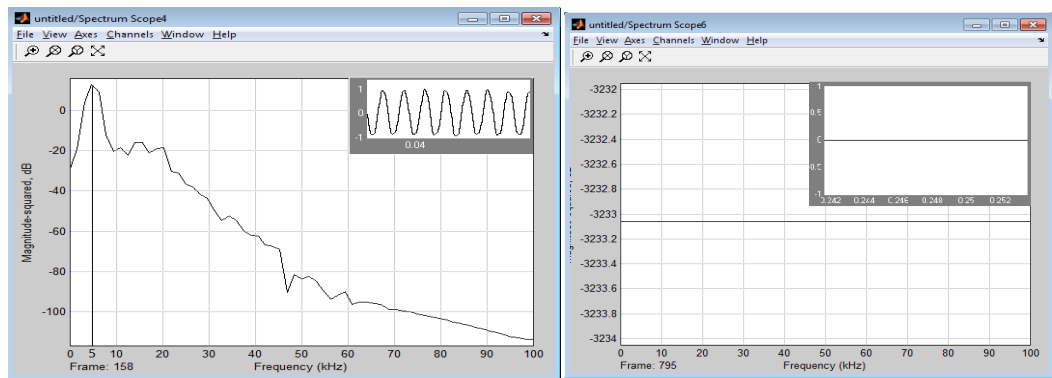 untitled/Spectrum Scope4
File View Axes Channels Window Help
Magnitude-squared, dB
0
-20
-40
-60
-80
-100
1
0
-1
0.04
0 5 10 20 30 40 50 60 70 80 90 100
Frame: 158 Frequency (kHz)
untitled/Spectrum Scope6
File View Axes Channels Window Help
-3232
-3232.2
-3232.4
-3232.6
-3232.8
-3233
-3233.2
-3233.4
-3233.6
-3233.8
-3234
1
0.5
0
-0.5
-1
0.242 0.244 0.246 0.248 0.25 0.252
0 10 20 30 40 50 60 70 80 90 100
Frame: 795 Frequency (kHz)